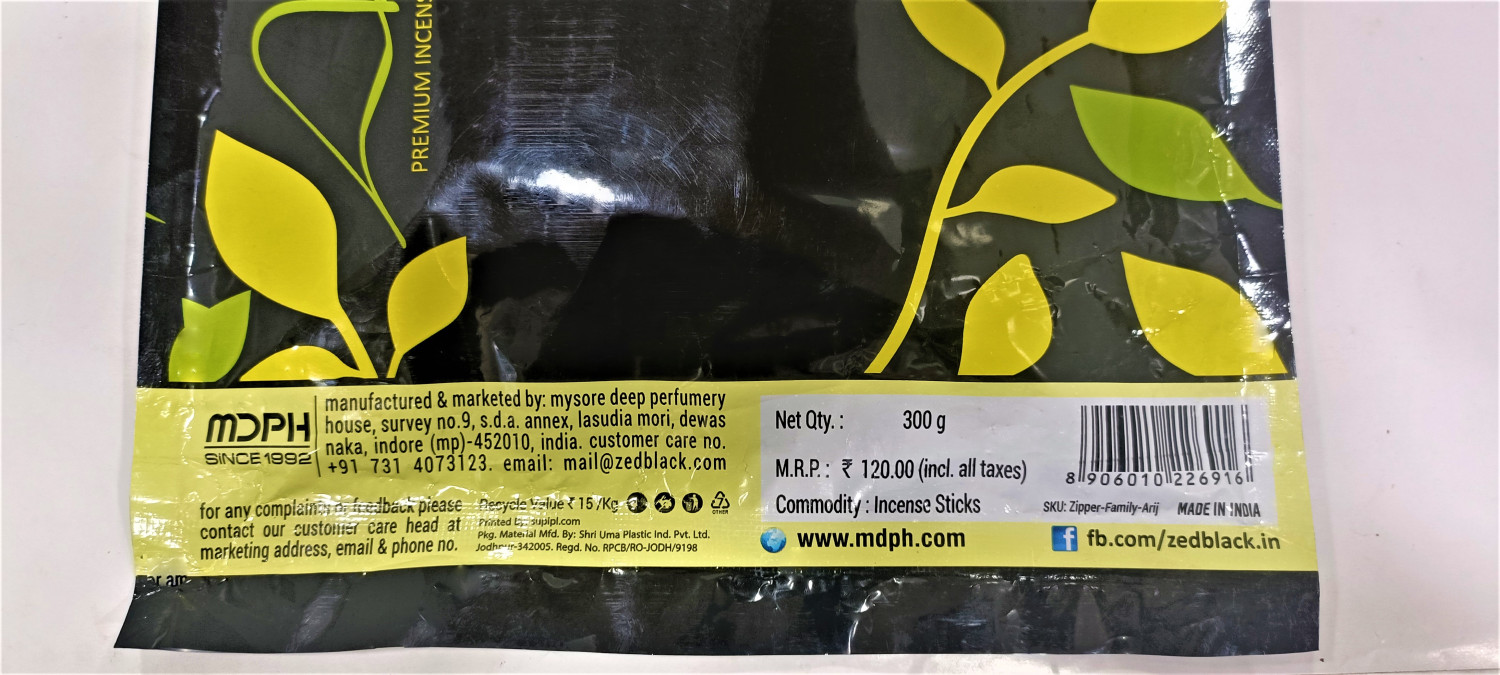 PREMIUM INCENS
MDPH
SINCE 1992
manufactured & marketed by: mysore deep perfumery
house, survey no.9, s.d.a. annex, lasudia mori, dewas
naka, indore (mp)-452010, india. customer care no.
+91 731 4073123. email: mail@zedblack.com
for any complaints or feedback please
contact our customer care head at
marketing address, email & phone no.
Recycle Value ₹ 15 /Kg
OTHER
Printed by: supipl.com
Pkg. Material Mfd. By: Shri Uma Plastic Ind. Pvt. Ltd.
Jodhpur-342005. Regd. No. RPCB/RO-JODH/9198
Net Qty. : 300 g
M.R.P. : ₹ 120.00 (incl. all taxes)
Commodity : Incense Sticks
8 906010 226916
SKU: Zipper-Family-Arij MADE IN INDIA
www.mdph.com
f fb.com/zedblack.in